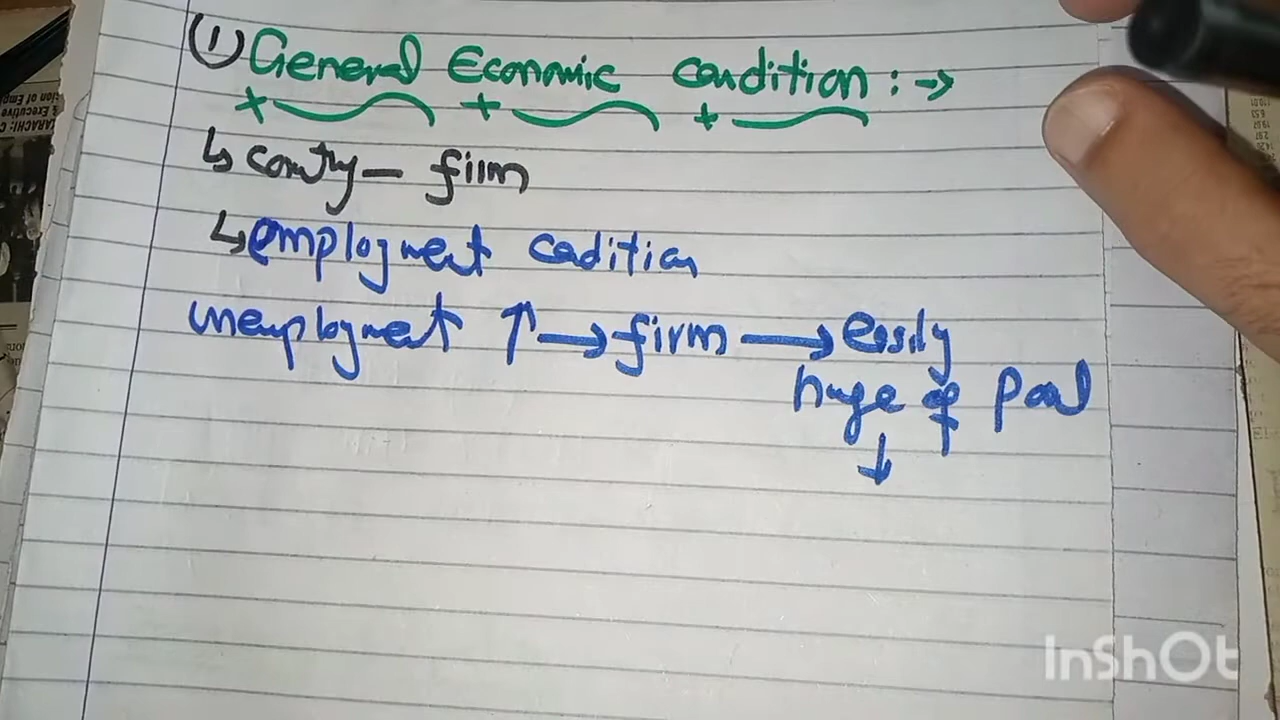 (1) General Economic Condition : →
↳ country — firm
↳ employment condition
unemployment ↑ → firm → easily
huge of pool
↓
InShOt